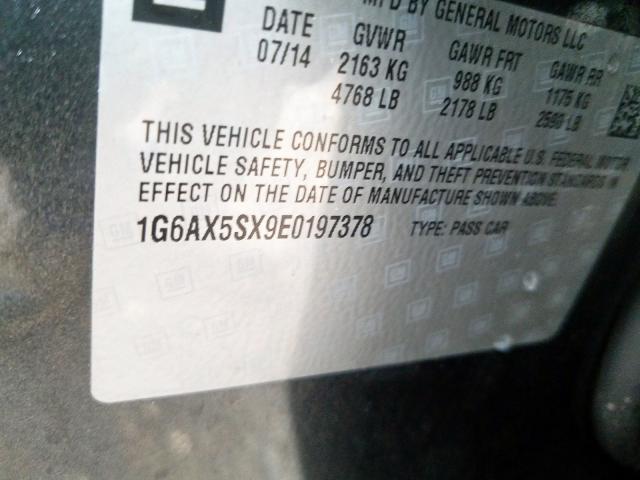 MFD BY GENERAL MOTORS LLC
DATE GVWR GAWR FRT GAWR RR
07/14 2163 KG 988 KG 1175 KG
4768 LB 2178 LB 2590 LB
THIS VEHICLE CONFORMS TO ALL APPLICABLE U.S. FEDERAL MOTOR
VEHICLE SAFETY, BUMPER, AND THEFT PREVENTION STANDARDS IN
EFFECT ON THE DATE OF MANUFACTURE SHOWN ABOVE.
1G6AX5SX9E0197378 TYPE: PASS CAR